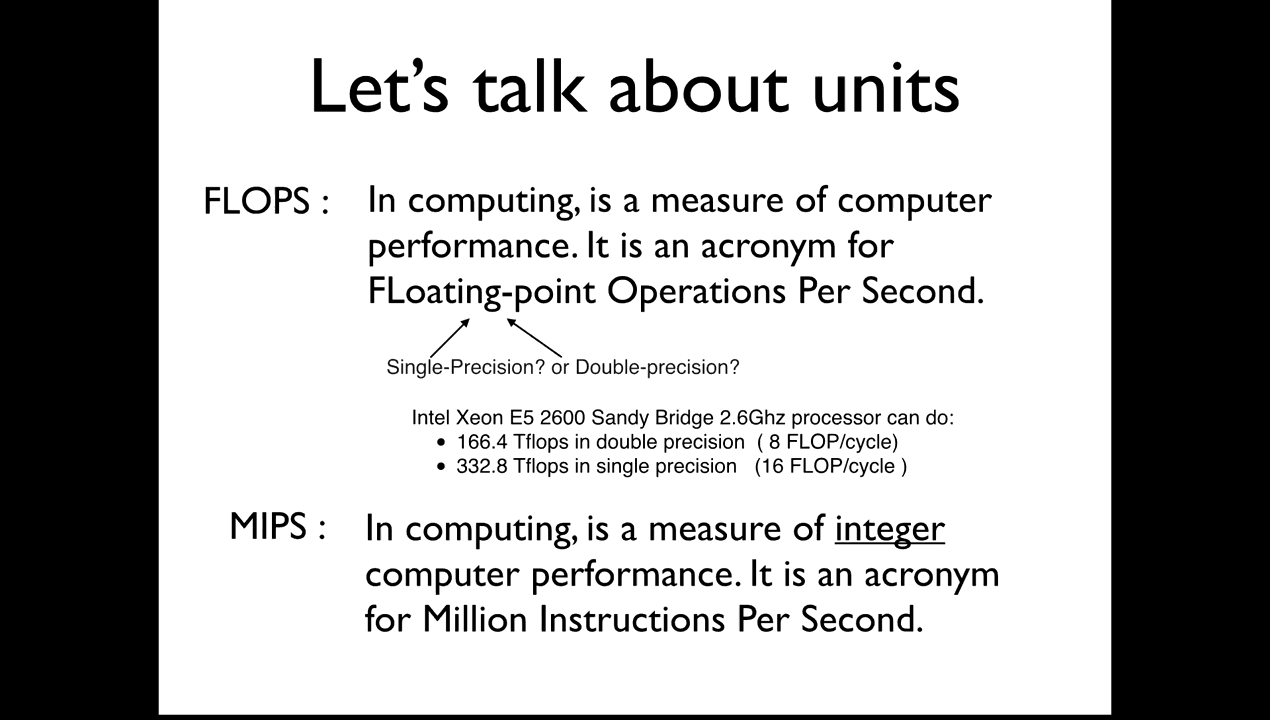 Let’s talk about units
FLOPS : In computing, is a measure of computer
performance. It is an acronym for
FLoating-point Operations Per Second.
Single-Precision? or Double-precision?
Intel Xeon E5 2600 Sandy Bridge 2.6Ghz processor can do:
• 166.4 Tflops in double precision ( 8 FLOP/cycle)
• 332.8 Tflops in single precision (16 FLOP/cycle )
MIPS : In computing, is a measure of integer
computer performance. It is an acronym
for Million Instructions Per Second.